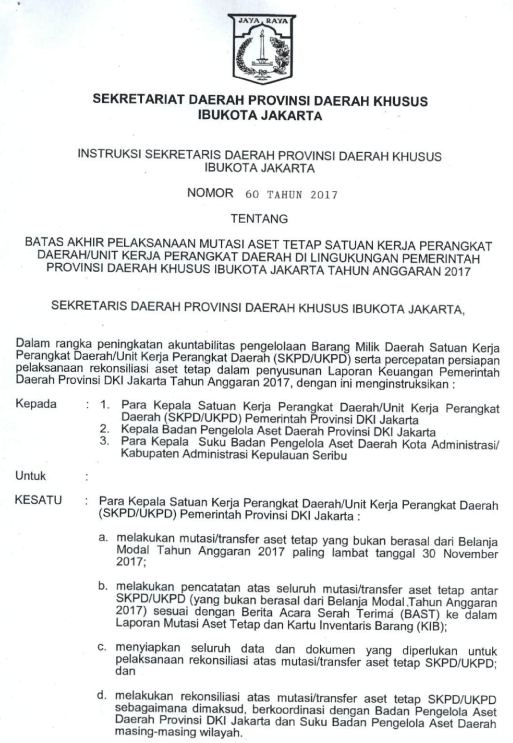 JAYA RAYA
SEKRETARIAT DAERAH PROVINSI DAERAH KHUSUS
IBUKOTA JAKARTA
INSTRUKSI SEKRETARIS DAERAH PROVINSI DAERAH KHUSUS
IBUKOTA JAKARTA
NOMOR 60 TAHUN 2017
TENTANG
BATAS AKHIR PELAKSANAAN MUTASI ASET TETAP SATUAN KERJA PERANGKAT
DAERAH/UNIT KERJA PERANGKAT DAERAH DI LINGUKUNGAN PEMERINTAH
PROVINSI DAERAH KHUSUS IBUKOTA JAKARTA TAHUN ANGGARAN 2017
SEKRETARIS DAERAH PROVINSI DAERAH KHUSUS IBUKOTA JAKARTA,
Dalam rangka peningkatan akuntabilitas pengelolaan Barang Milik Daerah Satuan Kerja
Perangkat Daerah/Unit Kerja Perangkat Daerah (SKPD/UKPD) serta percepatan persiapan
pelaksanaan rekonsiliasi aset tetap dalam penyusunan Laporan Keuangan Pemerintah
Daerah Provinsi DKI Jakarta Tahun Anggaran 2017, dengan ini menginstruksikan :
Kepada : 1. Para Kepala Satuan Kerja Perangkat Daerah/Unit Kerja Perangkat
Daerah (SKPD/UKPD) Pemerintah Provinsi DKI Jakarta
2. Kepala Badan Pengelola Aset Daerah Provinsi DKI Jakarta
3. Para Kepala Suku Badan Pengelola Aset Daerah Kota Administrasi/
Kabupaten Administrasi Kepulauan Seribu
Untuk :
KESATU : Para Kepala Satuan Kerja Perangkat Daerah/Unit Kerja Perangkat Daerah
(SKPD/UKPD) Pemerintah Provinsi DKI Jakarta :
a. melakukan mutasi/transfer aset tetap yang bukan berasal dari Belanja
Modal Tahun Anggaran 2017 paling lambat tanggal 30 November
2017;
b. melakukan pencatatan atas seluruh mutasi/transfer aset tetap antar
SKPD/UKPD (yang bukan berasal dari Belanja Modal Tahun Anggaran
2017) sesuai dengan Berita Acara Serah Terima (BAST) ke dalam
Laporan Mutasi Aset Tetap dan Kartu Inventaris Barang (KIB);
c. menyiapkan seluruh data dan dokumen yang diperlukan untuk
pelaksanaan rekonsiliasi atas mutasi/transfer aset tetap SKPD/UKPD;
dan
d. melakukan rekonsiliasi atas mutasi/transfer aset tetap SKPD/UKPD
sebagaimana dimaksud, berkoordinasi dengan Badan Pengelola Aset
Daerah Provinsi DKI Jakarta dan Suku Badan Pengelola Aset Daerah
masing-masing wilayah.